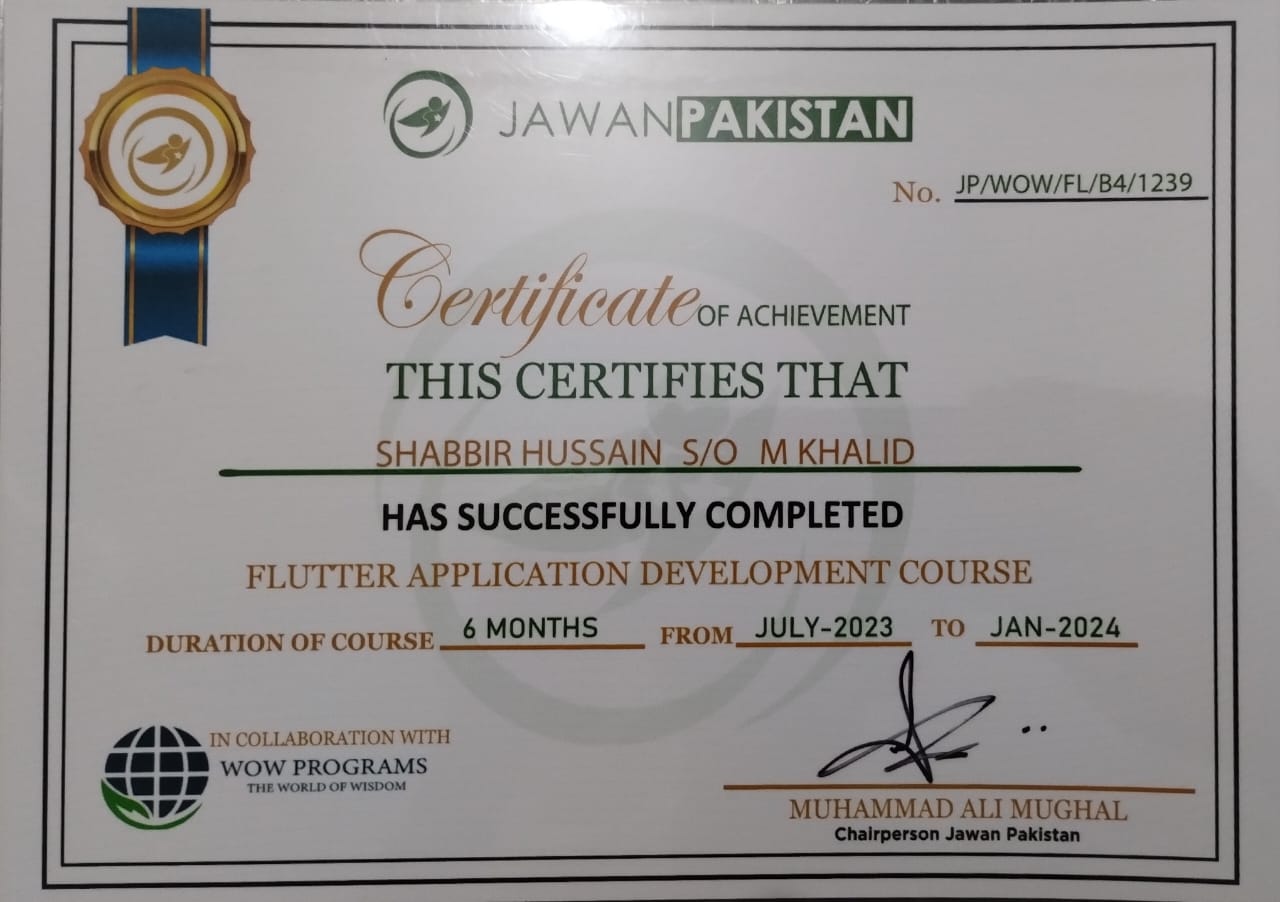 JAWANPAKISTAN
No. JP/WOW/FL/B4/1239
Certificate OF ACHIEVEMENT
THIS CERTIFIES THAT
SHABBIR HUSSAIN S/O M KHALID
HAS SUCCESSFULLY COMPLETED
FLUTTER APPLICATION DEVELOPMENT COURSE
DURATION OF COURSE 6 MONTHS FROM JULY-2023 TO JAN-2024
IN COLLABORATION WITH
WOW PROGRAMS
THE WORLD OF WISDOM
MUHAMMAD ALI MUGHAL
Chairperson Jawan Pakistan